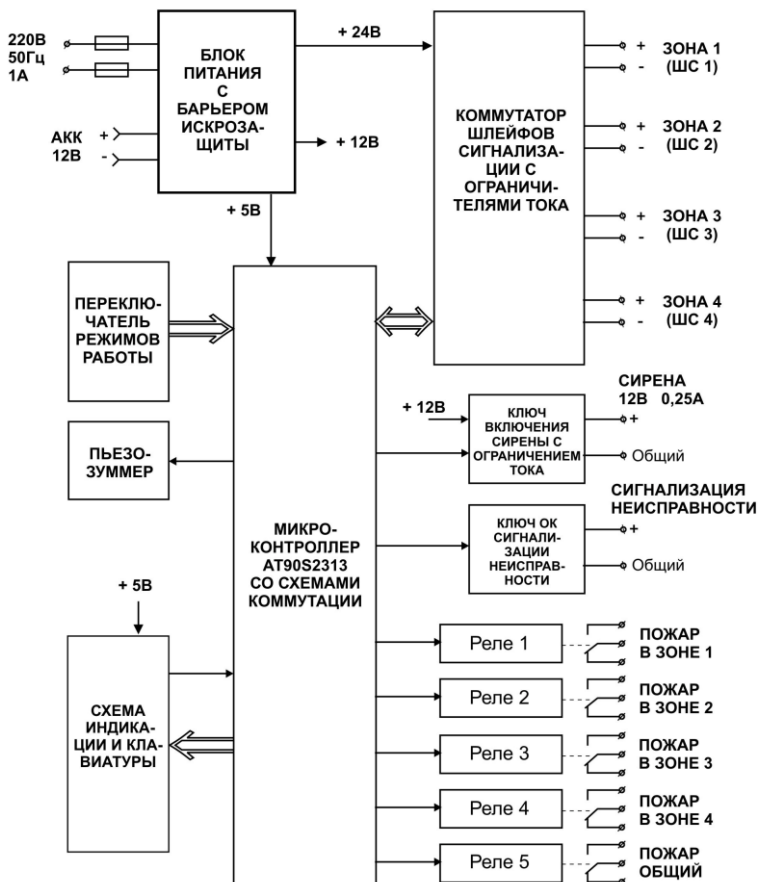 220В
50Гц
1А
АКК +
12В -
БЛОК
ПИТАНИЯ
С
БАРЬЕРОМ
ИСКРОЗА-
ЩИТЫ
+ 24В
+ 12В
+ 5В
КОММУТАТОР
ШЛЕЙФОВ
СИГНАЛИЗА-
ЦИИ С
ОГРАНИЧИ-
ТЕЛЯМИ ТОКА
+ ЗОНА 1
- (ШС 1)
+ ЗОНА 2
- (ШС 2)
+ ЗОНА 3
- (ШС 3)
+ ЗОНА 4
- (ШС 4)
ПЕРЕКЛЮ-
ЧАТЕЛЬ
РЕЖИМОВ
РАБОТЫ
ПЬЕЗО-
ЗУММЕР
МИКРО-
КОНТРОЛЛЕР
AT90S2313
СО СХЕМАМИ
КОММУТАЦИИ
+ 5В
СХЕМА
ИНДИКА-
ЦИИ И КЛА-
ВИАТУРЫ
+ 12В
КЛЮЧ
ВКЛЮЧЕНИЯ
СИРЕНЫ С
ОГРАНИЧЕНИЕМ
ТОКА
СИРЕНА
12В 0,25А
+
Общий
КЛЮЧ ОК
СИГНАЛИ-
ЗАЦИИ
НЕИСПРАВ-
НОСТИ
СИГНАЛИЗАЦИЯ
НЕИСПРАВНОСТИ
+
Общий
Реле 1
ПОЖАР
В ЗОНЕ 1
Реле 2
ПОЖАР
В ЗОНЕ 2
Реле 3
ПОЖАР
В ЗОНЕ 3
Реле 4
ПОЖАР
В ЗОНЕ 4
Реле 5
ПОЖАР
ОБЩИЙ